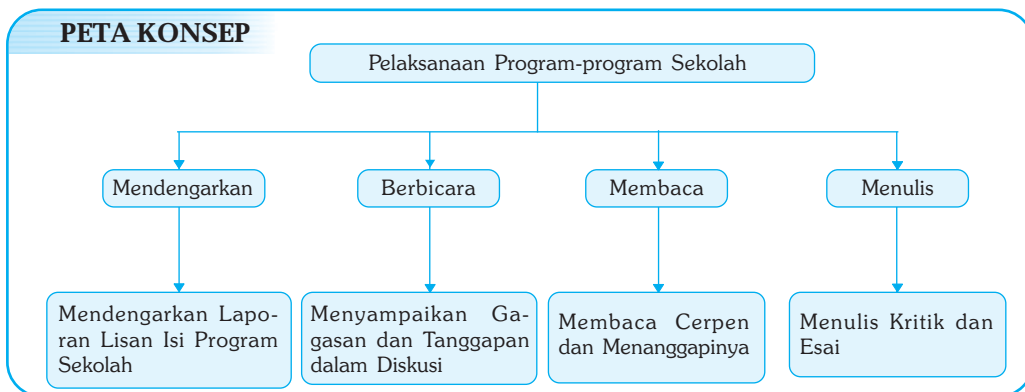 PETA KONSEP
Pelaksanaan Program-program Sekolah
Mendengarkan
Berbicara
Membaca
Menulis
Mendengarkan Lapo-
ran Lisan Isi Program
Sekolah
Menyampaikan Ga-
gasan dan Tanggapan
dalam Diskusi
Membaca Cerpen
dan Menanggapinya
Menulis Kritik dan
Esai